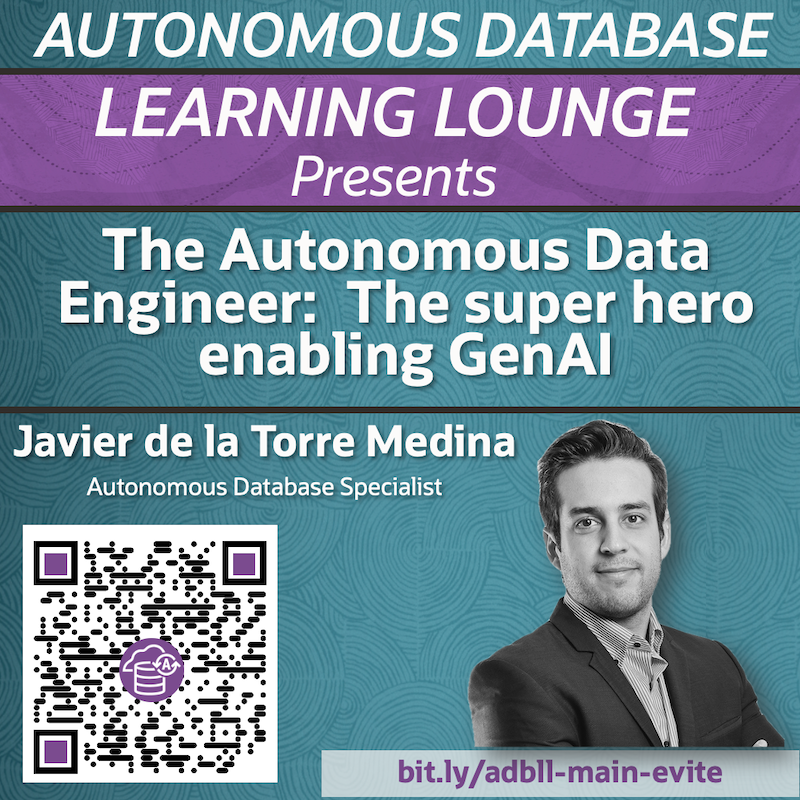 AUTONOMOUS DATABASE
LEARNING LOUNGE
Presents
The Autonomous Data
Engineer:  The super hero
enabling GenAI
Javier de la Torre Medina
Autonomous Database Specialist
A
bit.ly/adbll-main-evite